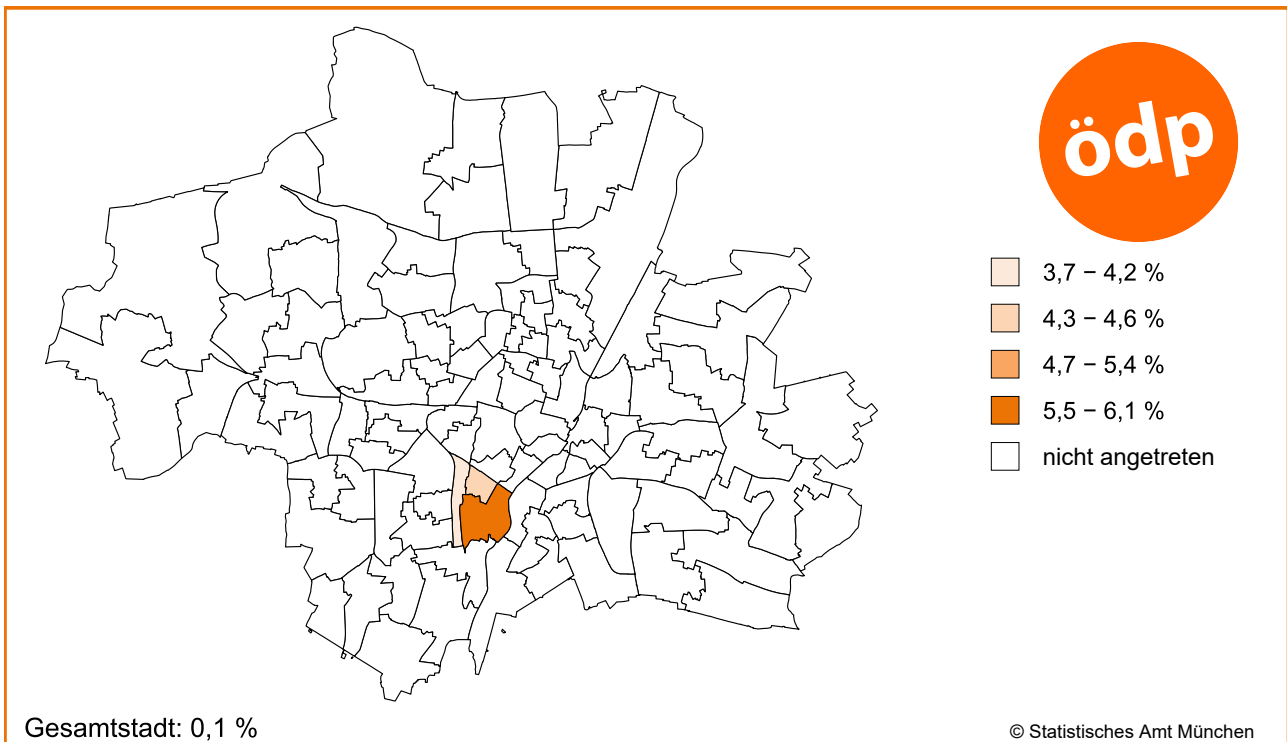 ödp
3,7 – 4,2 %
4,3 – 4,6 %
4,7 – 5,4 %
5,5 – 6,1 %
nicht angetreten
Gesamtstadt: 0,1 %
© Statistisches Amt München